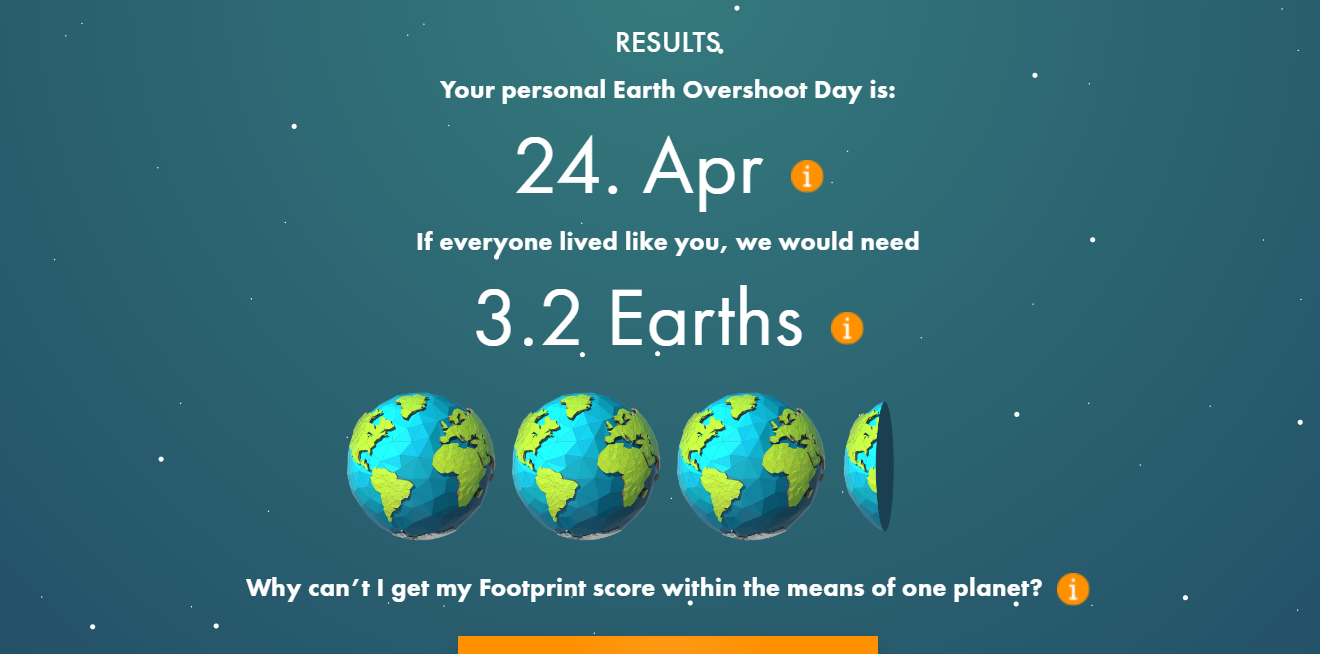 RESULTS
Your personal Earth Overshoot Day is:
24. Apr i
If everyone lived like you, we would need
3.2 Earths i
Why can’t I get my Footprint score within the means of one planet? i